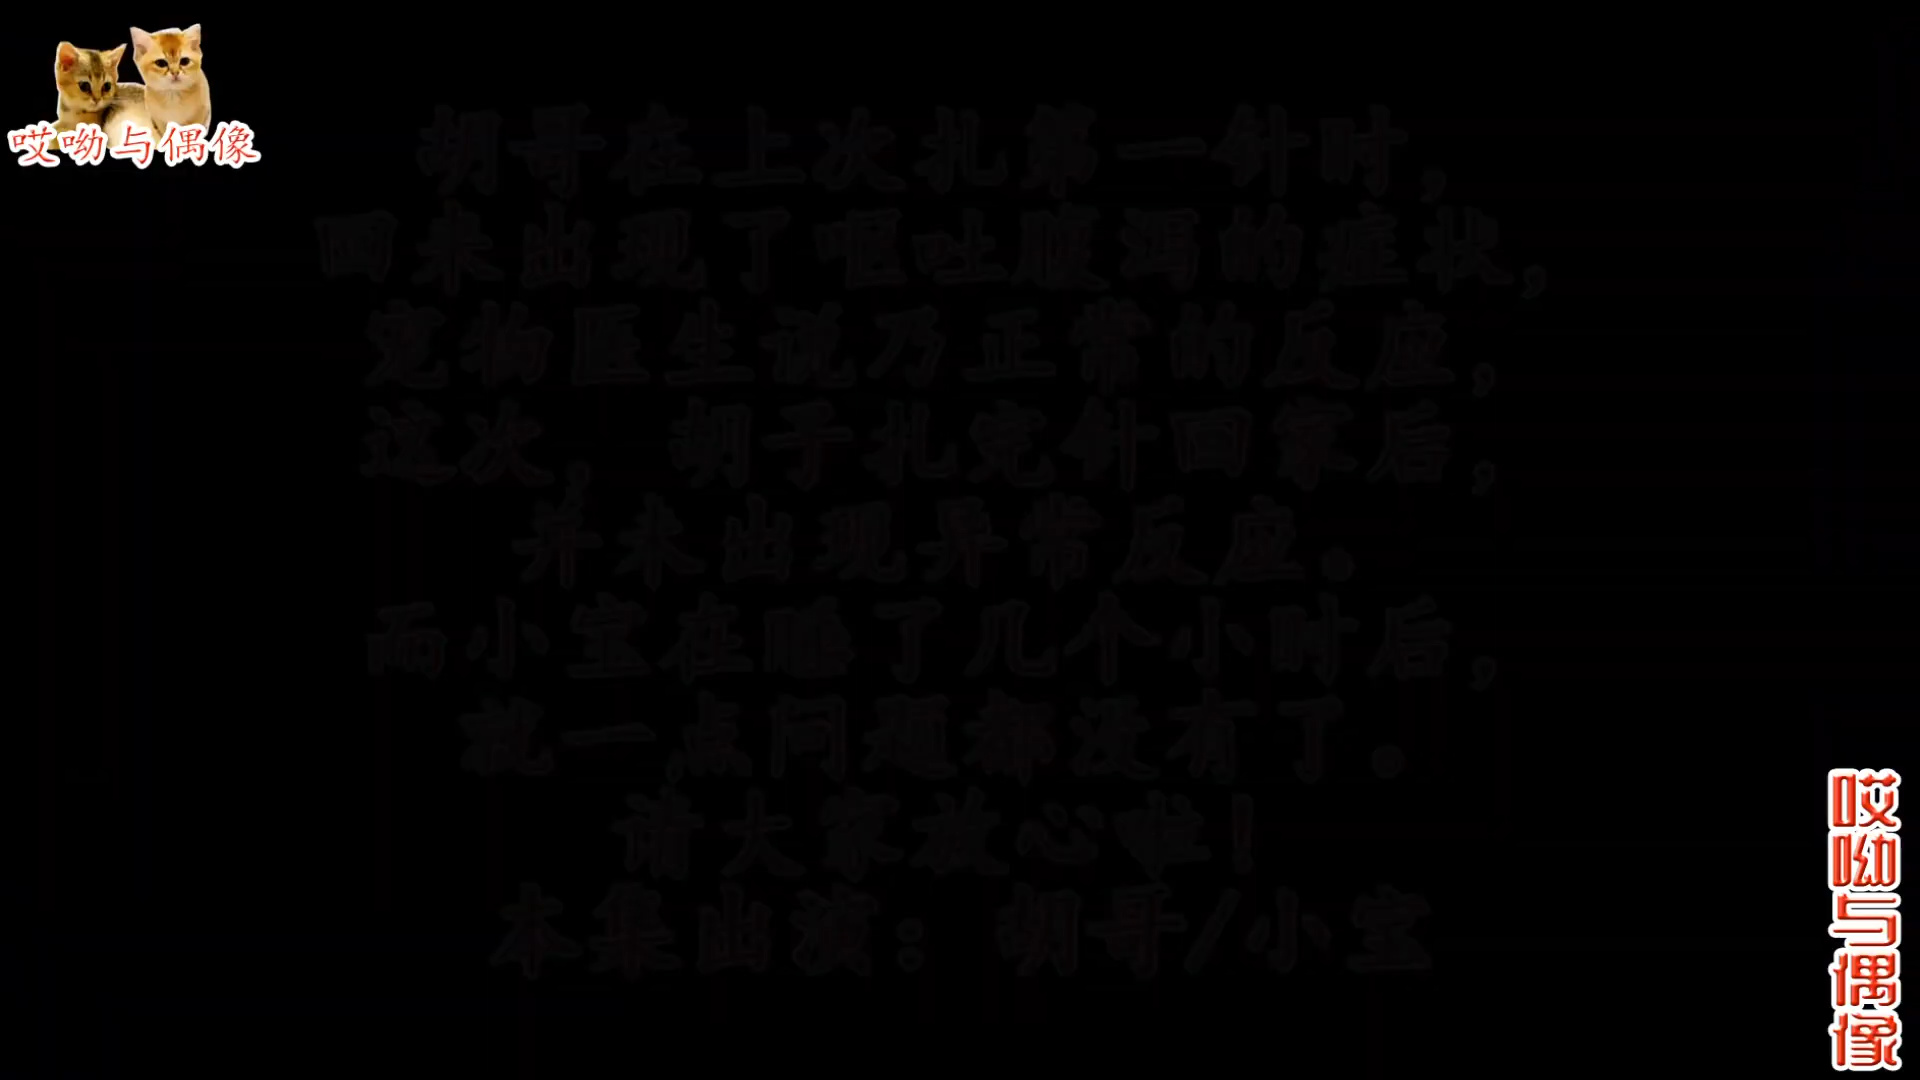 哎呦与偶像
胡哥在上次扎第一针时，
回来出现了呕吐腹泻的症状，
宠物医生说乃正常的反应，
这次，胡子扎完针回家后，
并未出现异常反应。
而小宝在睡了几个小时后，
就一点问题都没有了。
请大家放心啦！
本集出演：胡哥/小宝
哎呦与偶像